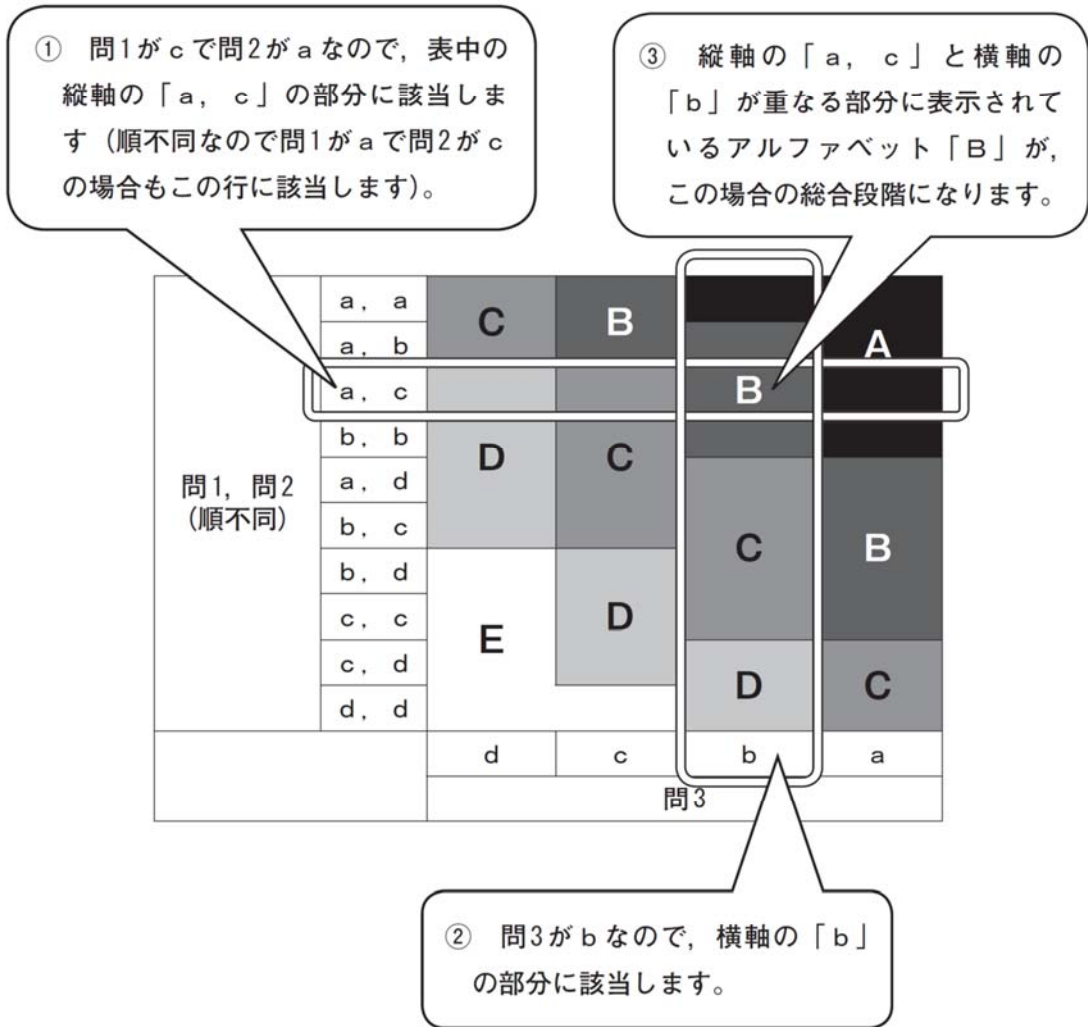 ① 問1がcで問2がaなので，表中の
縦軸の「a，c」の部分に該当しま
す（順不同なので問1がaで問2がc
の場合もこの行に該当します）。
③ 縦軸の「a，c」と横軸の
「b」が重なる部分に表示されて
いるアルファベット「B」が，
この場合の総合段階になります。
問1，問2
(順不同)
a，a
a，b
a，c
b，b
a，d
b，c
b，d
c，c
c，d
d，d
C B A
B
D C
C B
E D
D C
d c b a
問3
② 問3がbなので，横軸の「b」
の部分に該当します。